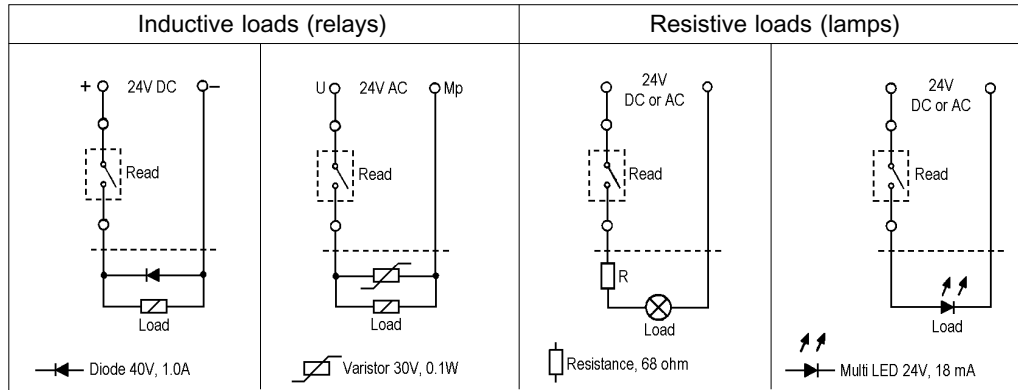 Inductive loads (relays)
Resistive loads (lamps)
+ 24V DC –
Read
Load
Diode 40V, 1.0A
U 24V AC Mp
Read
Load
Varistor 30V, 0.1W
24V
DC or AC
Read
R
Load
Resistance, 68 ohm
24V
DC or AC
Read
Load
Multi LED 24V, 18 mA